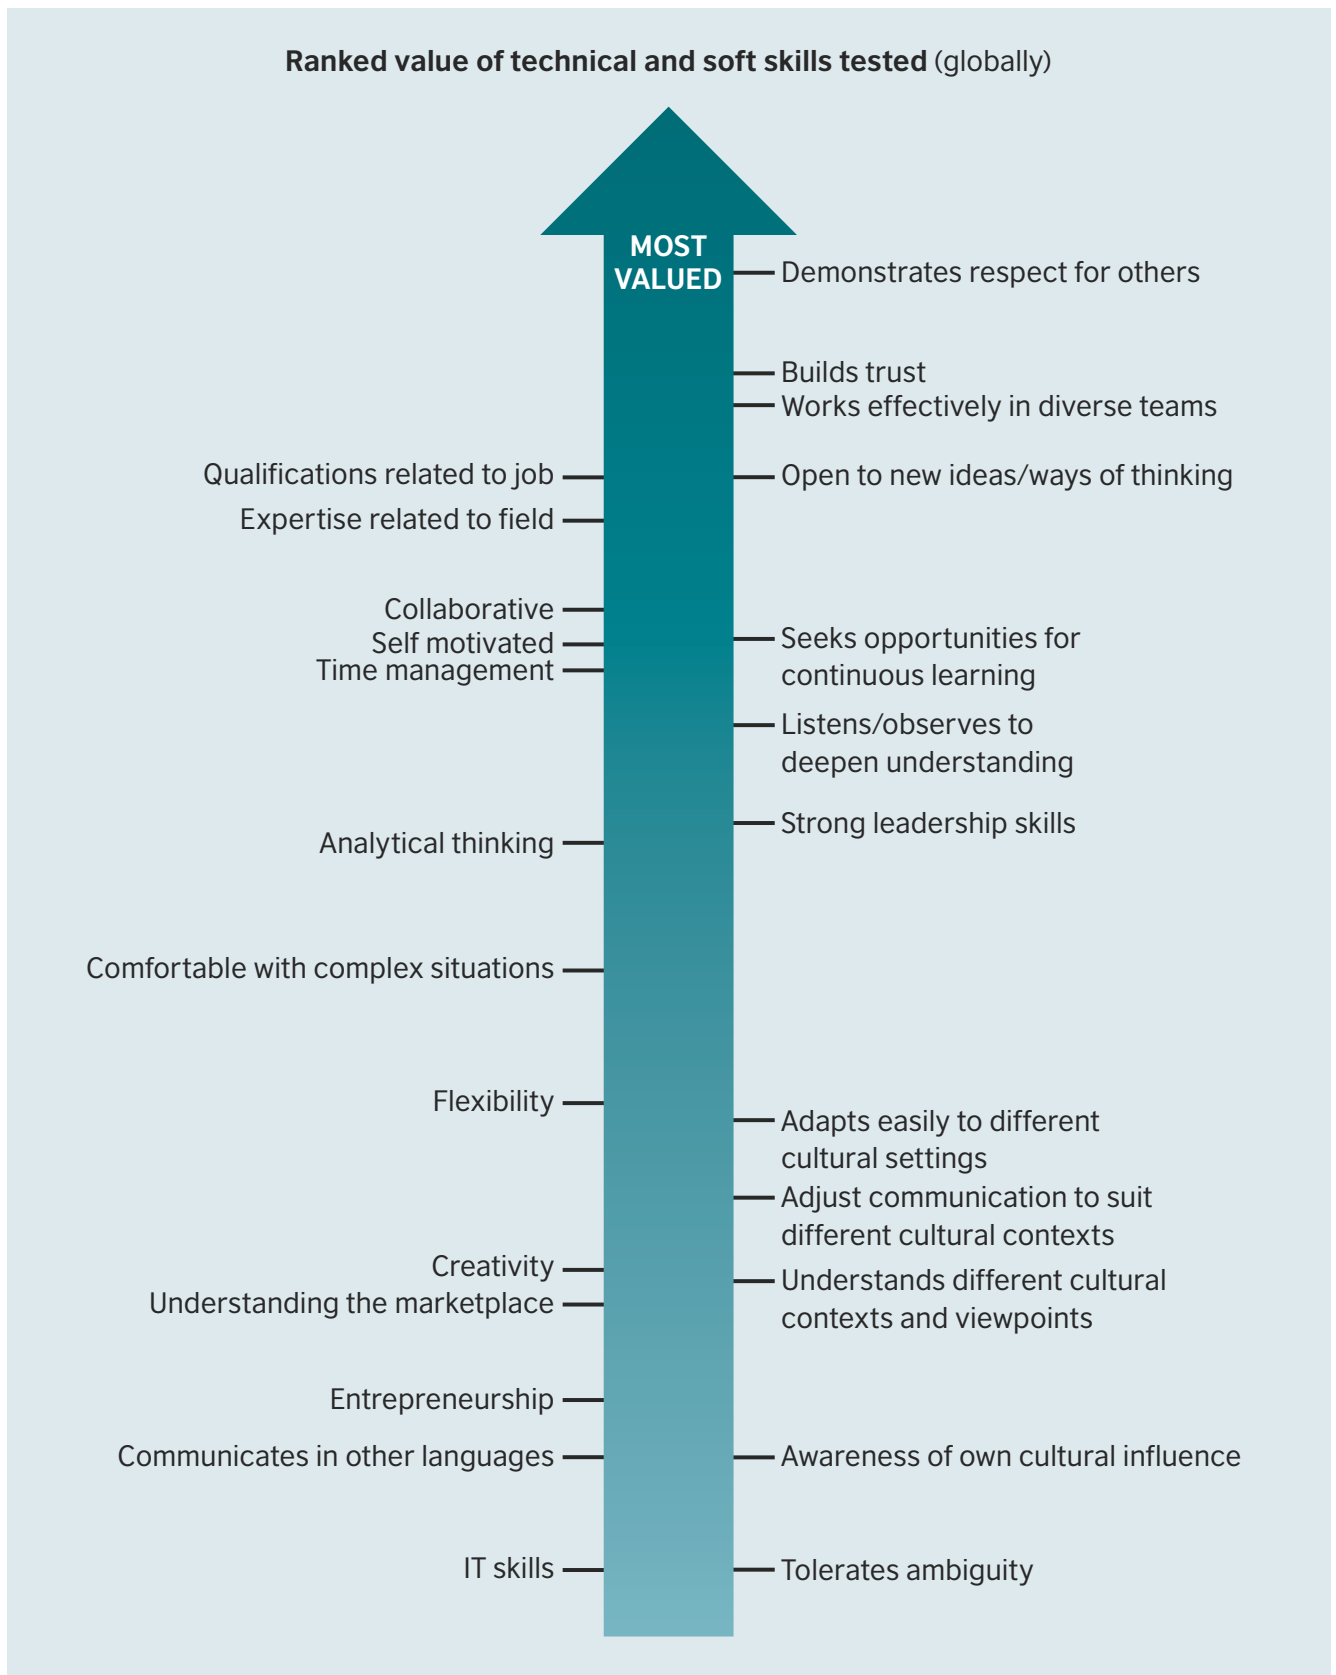 Ranked value of technical and soft skills tested (globally)
MOST
VALUED
Demonstrates respect for others
Builds trust
Works effectively in diverse teams
Qualifications related to job
Open to new ideas/ways of thinking
Expertise related to field
Collaborative
Self motivated
Seeks opportunities for
continuous learning
Time management
Listens/observes to
deepen understanding
Strong leadership skills
Analytical thinking
Comfortable with complex situations
Flexibility
Adapts easily to different
cultural settings
Adjust communication to suit
different cultural contexts
Creativity
Understands different cultural
contexts and viewpoints
Understanding the marketplace
Entrepreneurship
Communicates in other languages
Awareness of own cultural influence
IT skills
Tolerates ambiguity